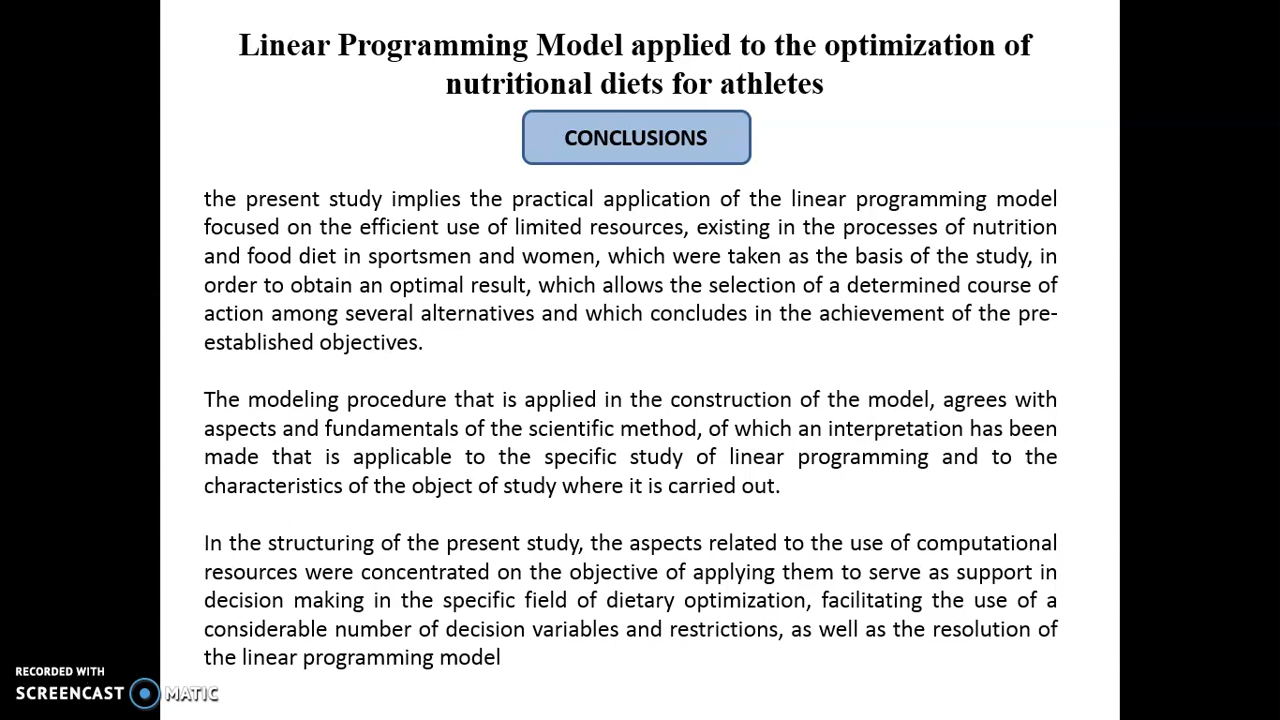 Linear Programming Model applied to the optimization of
nutritional diets for athletes
CONCLUSIONS
the present study implies the practical application of the linear programming model
focused on the efficient use of limited resources, existing in the processes of nutrition
and food diet in sportsmen and women, which were taken as the basis of the study, in
order to obtain an optimal result, which allows the selection of a determined course of
action among several alternatives and which concludes in the achievement of the pre-
established objectives.
The modeling procedure that is applied in the construction of the model, agrees with
aspects and fundamentals of the scientific method, of which an interpretation has been
made that is applicable to the specific study of linear programming and to the
characteristics of the object of study where it is carried out.
In the structuring of the present study, the aspects related to the use of computational
resources were concentrated on the objective of applying them to serve as support in
decision making in the specific field of dietary optimization, facilitating the use of a
considerable number of decision variables and restrictions, as well as the resolution of
the linear programming model
RECORDED WITH
SCREENCAST MATIC